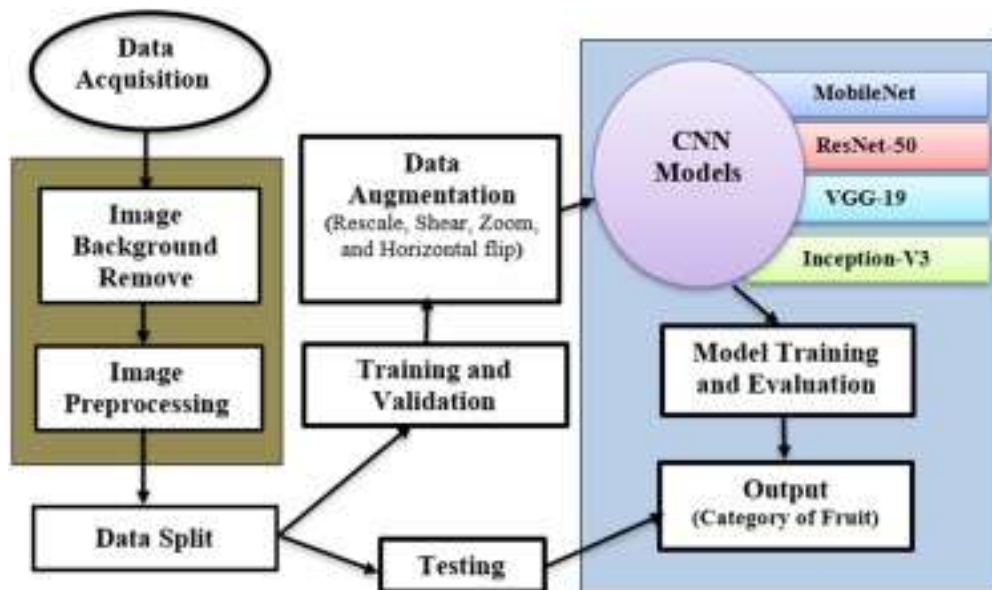 Data
Acquisition
Image
Background
Remove
Image
Preprocessing
Data Split
Data
Augmentation
(Rescale, Shear, Zoom,
and Horizontal flip)
Training and
Validation
Testing
CNN
Models
MobileNet
ResNet-50
VGG-19
Inception-V3
Model Training
and Evaluation
Output
(Category of Fruit)